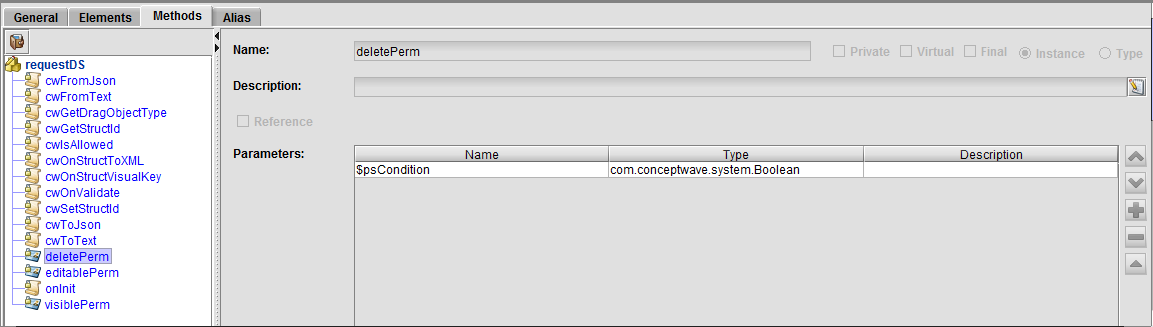 General Elements Methods Alias
requestDS
cwFromJson
cwFromText
cwGetDragObjectType
cwGetStructId
cwIsAllowed
cwOnStructToXML
cwOnStructVisualKey
cwOnValidate
cwSetStructId
cwToJson
cwToText
deletePerm
editablePerm
onInit
visiblePerm
Name: deletePerm Private Virtual Final Instance Type
Description:
Reference
Parameters: Name Type Description
$psCondition com.conceptwave.system.Boolean